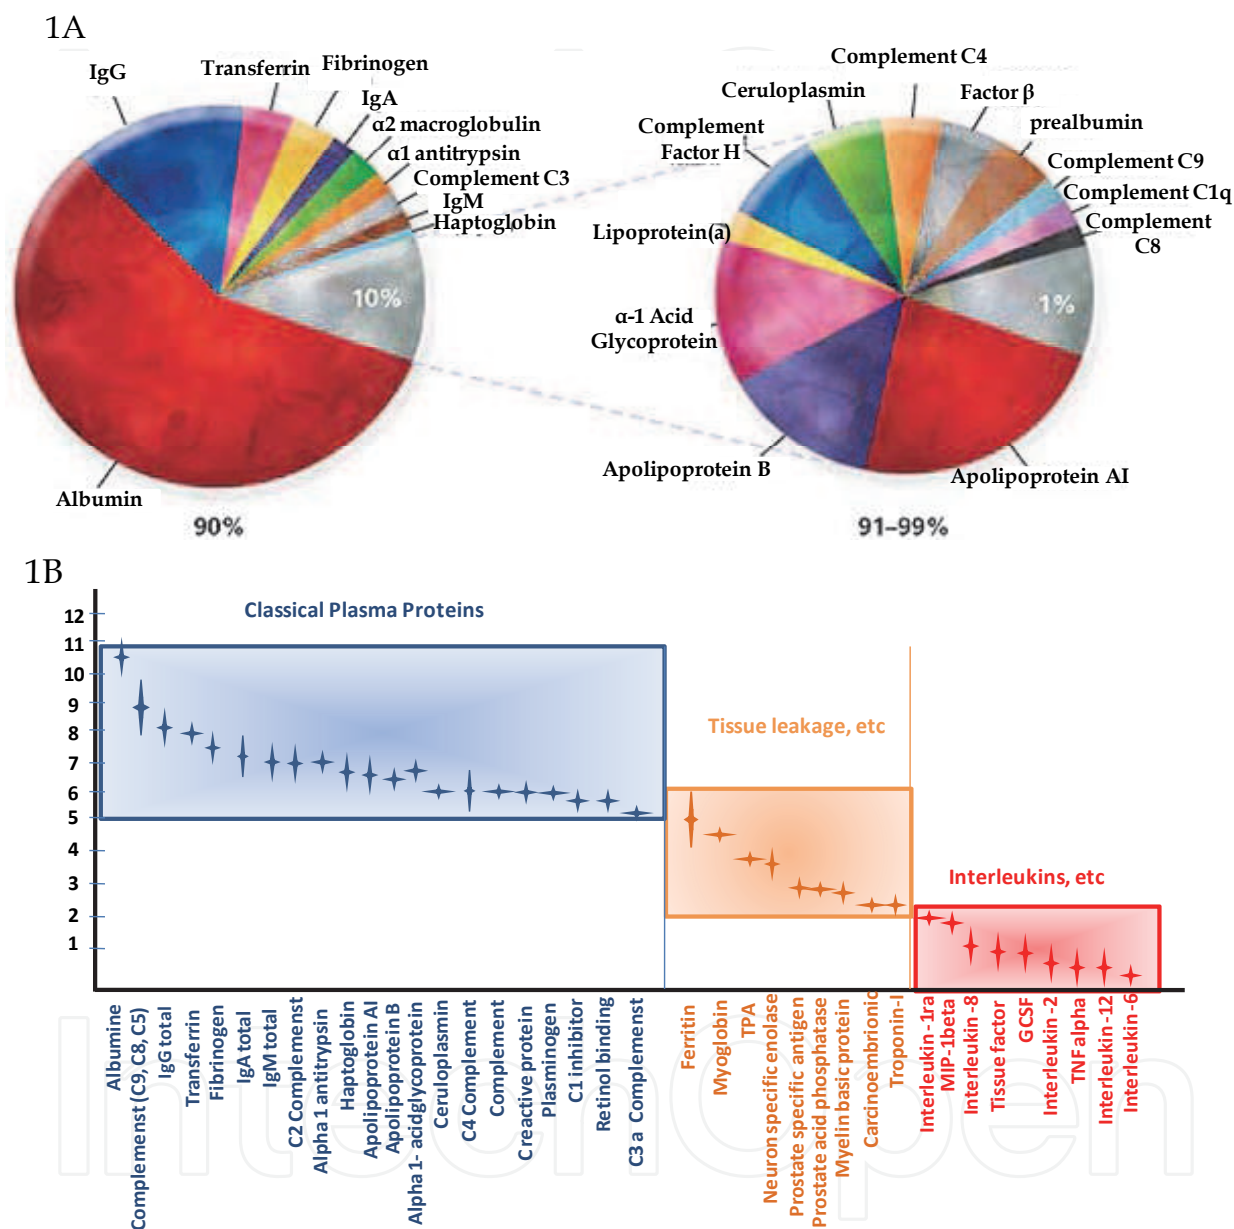 1A
IgG
Transferrin
Fibrinogen
IgA
α2 macroglobulin
α1 antitrypsin
Complement C3
IgM
Haptoglobin
10%
Albumin
90%
Complement C4
Ceruloplasmin
Factor β
prealbumin
Complement
Factor H
Complement C9
Complement C1q
Complement
C8
Lipoprotein(a)
1%
α-1 Acid
Glycoprotein
Apolipoprotein B
Apolipoprotein AI
91–99%
1B
Classical Plasma Proteins
Tissue leakage, etc
Interleukins, etc
12
11
10
9
8
7
6
5
4
3
2
1
Albumine
Complemenst (C9, C8, C5)
IgG total
Transferrin
Fibrinogen
IgA total
IgM total
C2 Complemenst
Alpha 1 antitrypsin
Haptoglobin
Apolipoprotein AI
Apolipoprotein B
Alpha 1- acidglycoprotein
Ceruloplasmin
C4 Complement
Complement
Creactive protein
Plasminogen
C1 inhibitor
Retinol binding
C3 a Complemenst
Ferritin
Myoglobin
TPA
Neuron specific enolase
Prostate specific antigen
Prostate acid phosphatase
Myelin basic protein
Carcinoembrionic
Troponin-I
Interleukin -1ra
MIP-1beta
Interleukin -8
Tissue factor
GCSF
Interleukin -2
TNF alpha
Interleukin -12
Interleukin -6
IntechOpen